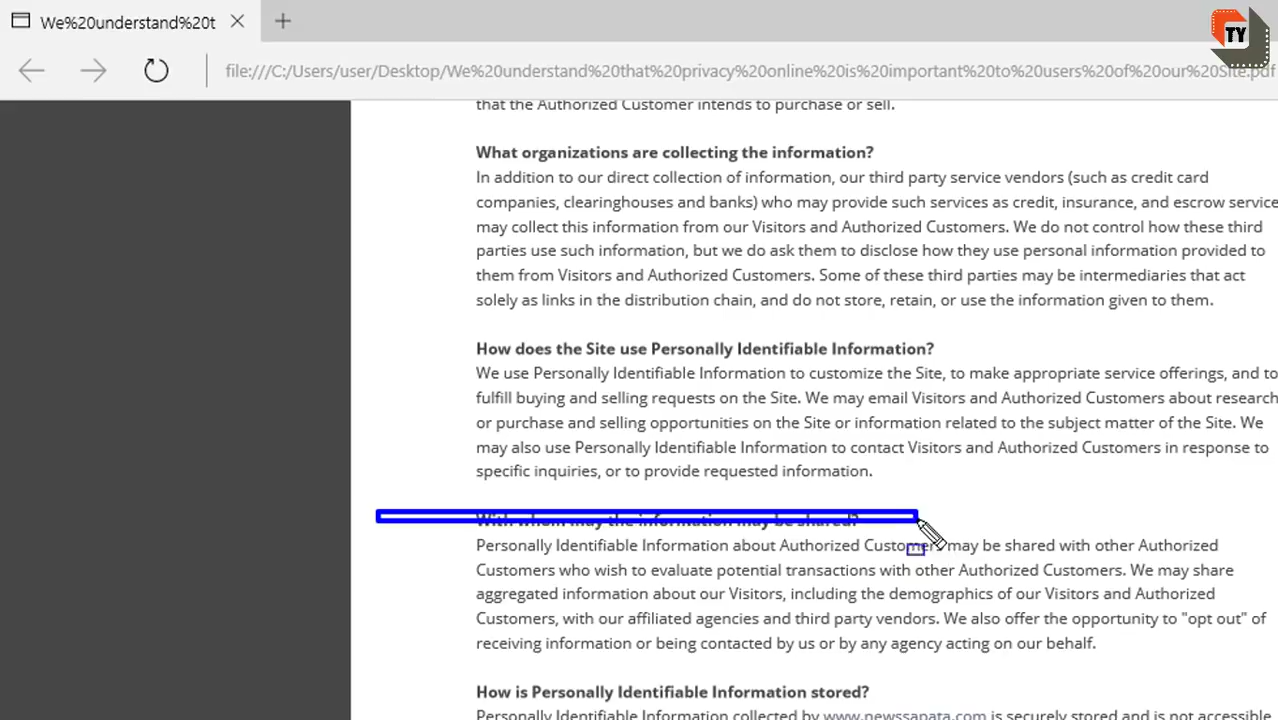 We%20understand%20t
TY
file:///C:/Users/user/Desktop/We%20understand%20that%20privacy%20online%20is%20important%20to%20users%20of%20our%20Site.pdf
that the Authorized Customer intends to purchase or sell.
What organizations are collecting the information?
In addition to our direct collection of information, our third party service vendors (such as credit card
companies, clearinghouses and banks) who may provide such services as credit, insurance, and escrow service
may collect this information from our Visitors and Authorized Customers. We do not control how these third
parties use such information, but we do ask them to disclose how they use personal information provided to
them from Visitors and Authorized Customers. Some of these third parties may be intermediaries that act
solely as links in the distribution chain, and do not store, retain, or use the information given to them.
How does the Site use Personally Identifiable Information?
We use Personally Identifiable Information to customize the Site, to make appropriate service offerings, and to
fulfill buying and selling requests on the Site. We may email Visitors and Authorized Customers about research
or purchase and selling opportunities on the Site or information related to the subject matter of the Site. We
may also use Personally Identifiable Information to contact Visitors and Authorized Customers in response to
specific inquiries, or to provide requested information.
With whom may the information may be shared?
Personally Identifiable Information about Authorized Customers may be shared with other Authorized
Customers who wish to evaluate potential transactions with other Authorized Customers. We may share
aggregated information about our Visitors, including the demographics of our Visitors and Authorized
Customers, with our affiliated agencies and third party vendors. We also offer the opportunity to "opt out" of
receiving information or being contacted by us or by any agency acting on our behalf.
How is Personally Identifiable Information stored?
Personally Identifiable Information collected by www.newssapata.com is securely stored and is not accessible